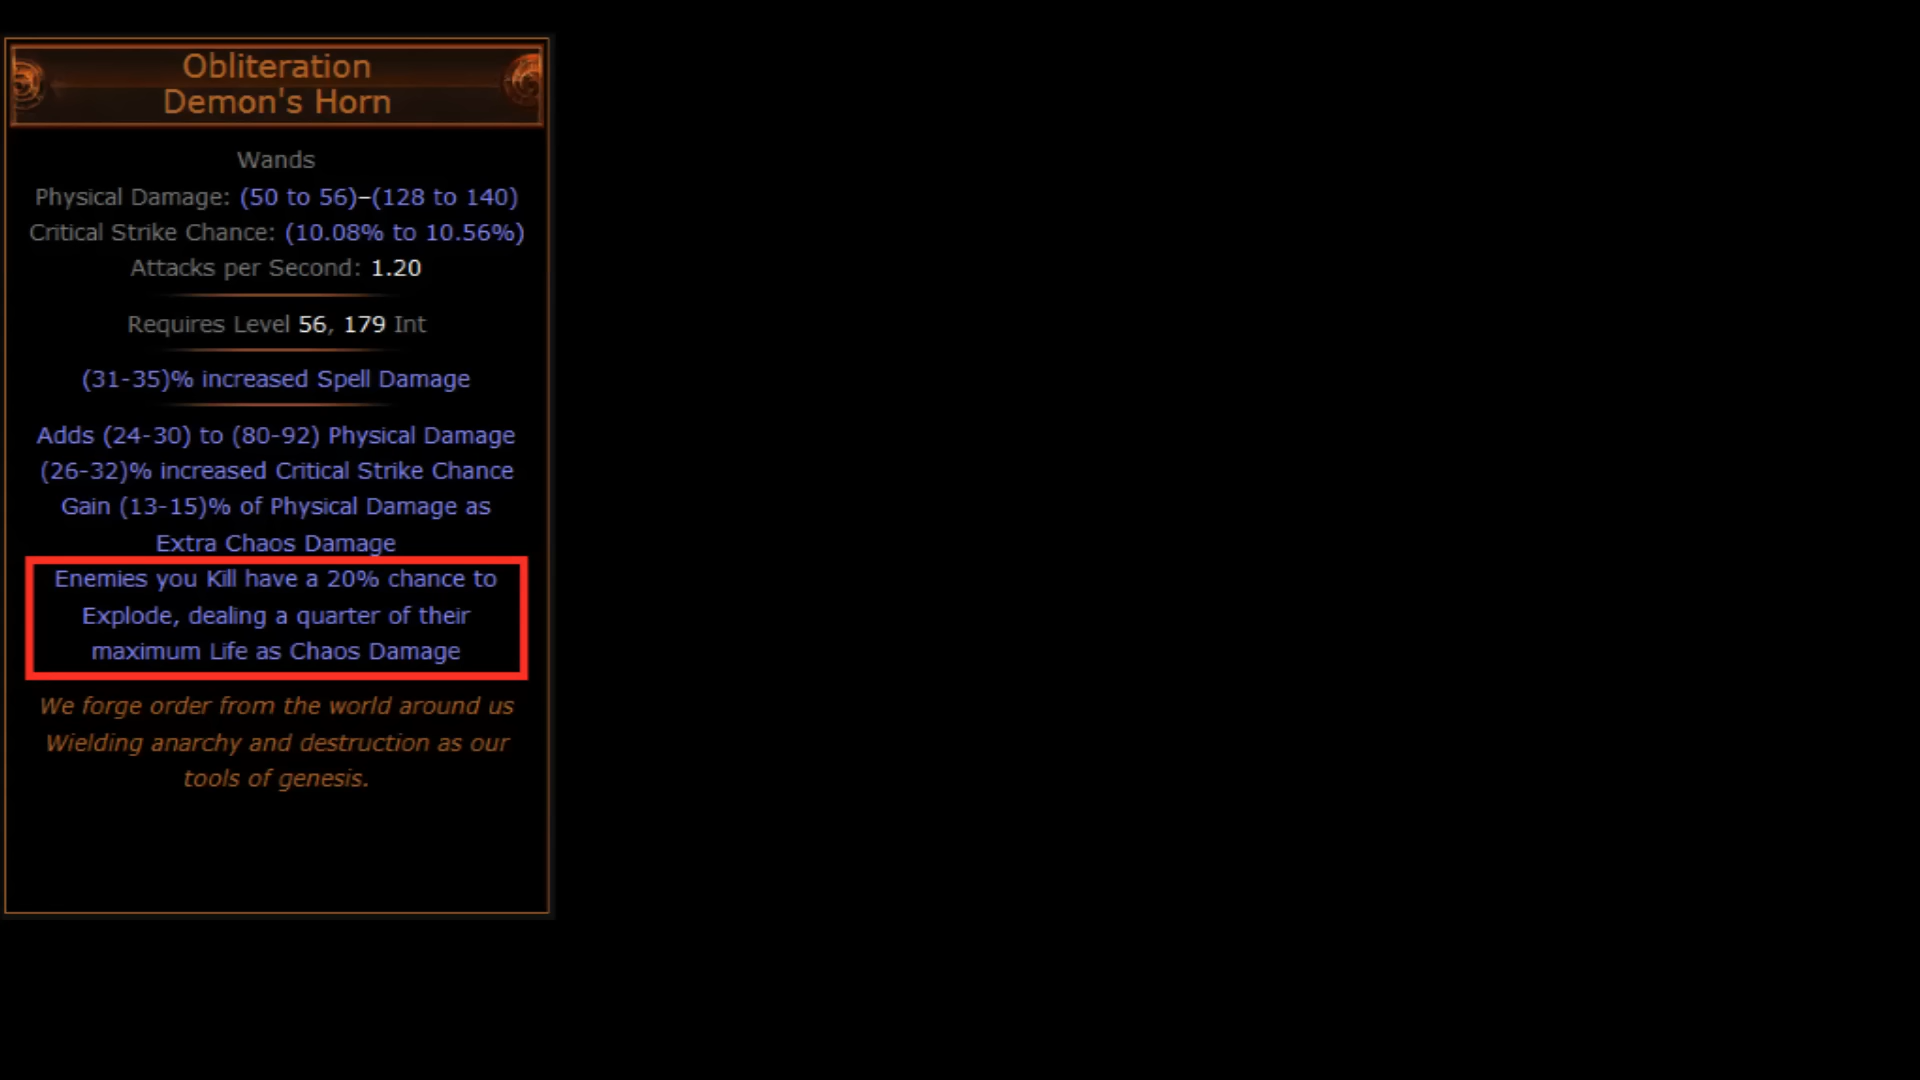 Obliteration
Demon's Horn
Wands
Physical Damage: (50 to 56)–(128 to 140)
Critical Strike Chance: (10.08% to 10.56%)
Attacks per Second: 1.20
Requires Level 56, 179 Int
(31-35)% increased Spell Damage
Adds (24-30) to (80-92) Physical Damage
(26-32)% increased Critical Strike Chance
Gain (13-15)% of Physical Damage as
Extra Chaos Damage
Enemies you Kill have a 20% chance to
Explode, dealing a quarter of their
maximum Life as Chaos Damage
We forge order from the world around us
Wielding anarchy and destruction as our
tools of genesis.